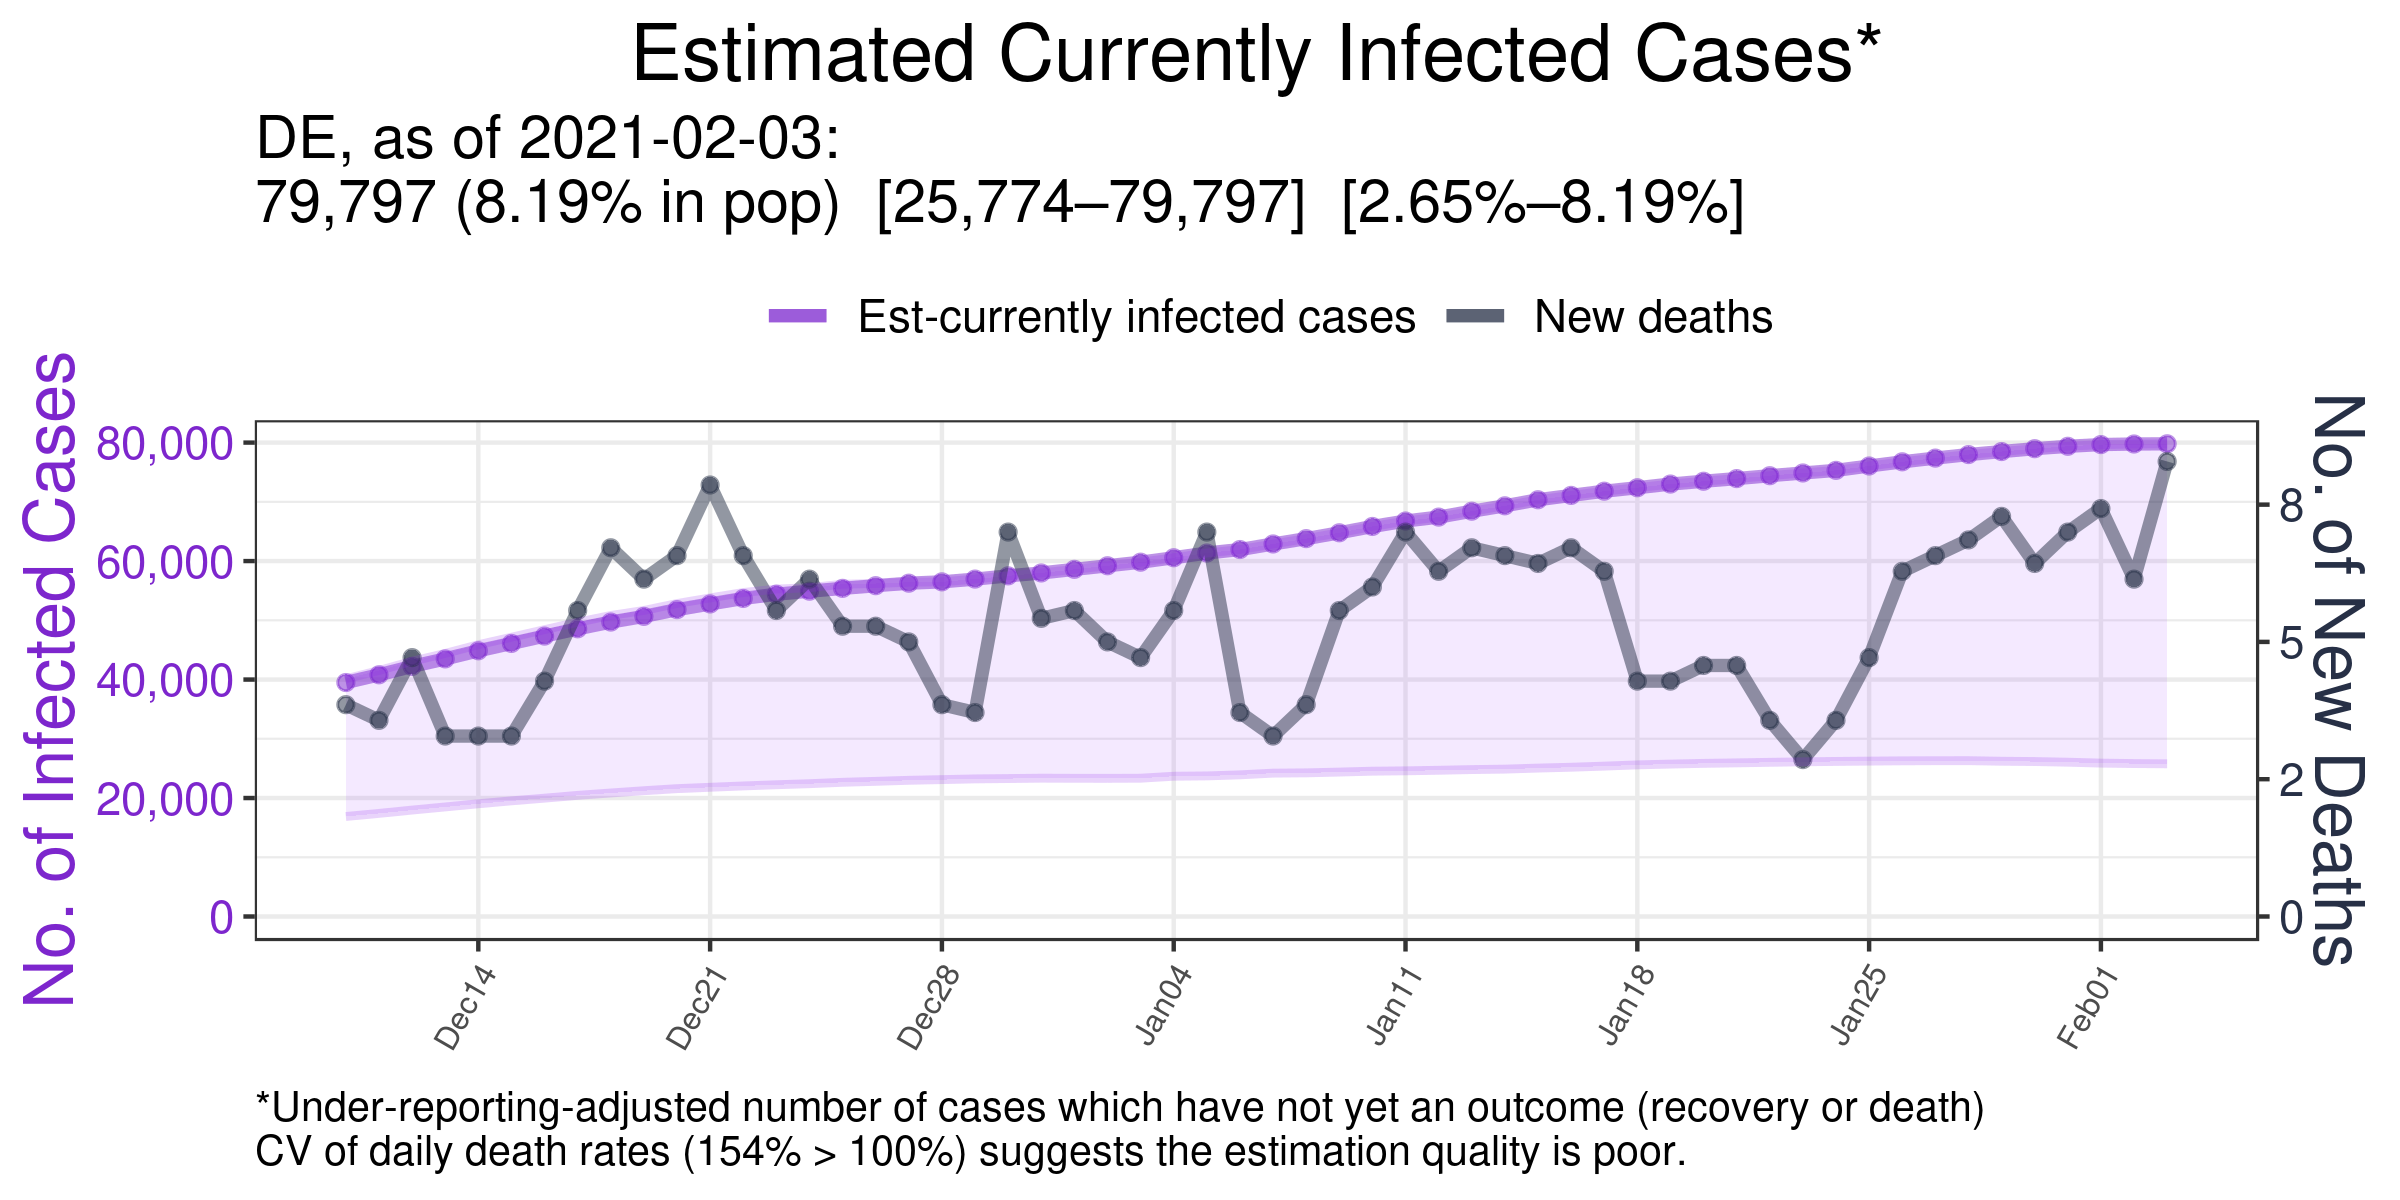 Estimated Currently Infected Cases*
DE, as of 2021-02-03:
79,797 (8.19% in pop)  [25,774–79,797]  [2.65%–8.19%]
Est-currently infected cases
New deaths
No. of Infected Cases
80,000
60,000
40,000
20,000
0
No. of New Deaths
8
5
2
0
Dec14
Dec21
Dec28
Jan04
Jan11
Jan18
Jan25
Feb01
*Under-reporting-adjusted number of cases which have not yet an outcome (recovery or death)
CV of daily death rates (154% > 100%) suggests the estimation quality is poor.